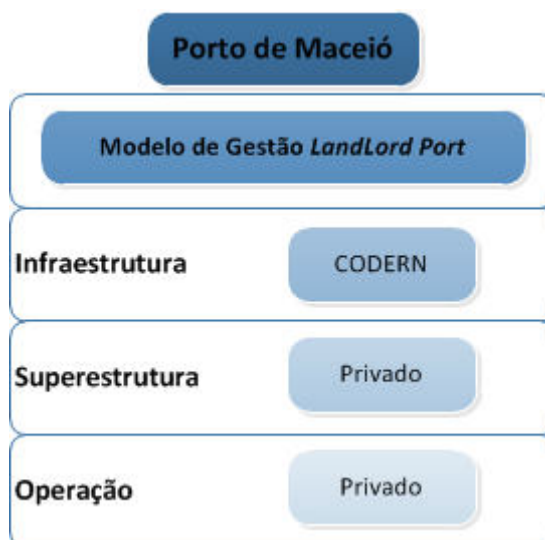 Porto de Maceió
Modelo de Gestão LandLord Port
Infraestrutura
CODERN
Superestrutura
Privado
Operação
Privado